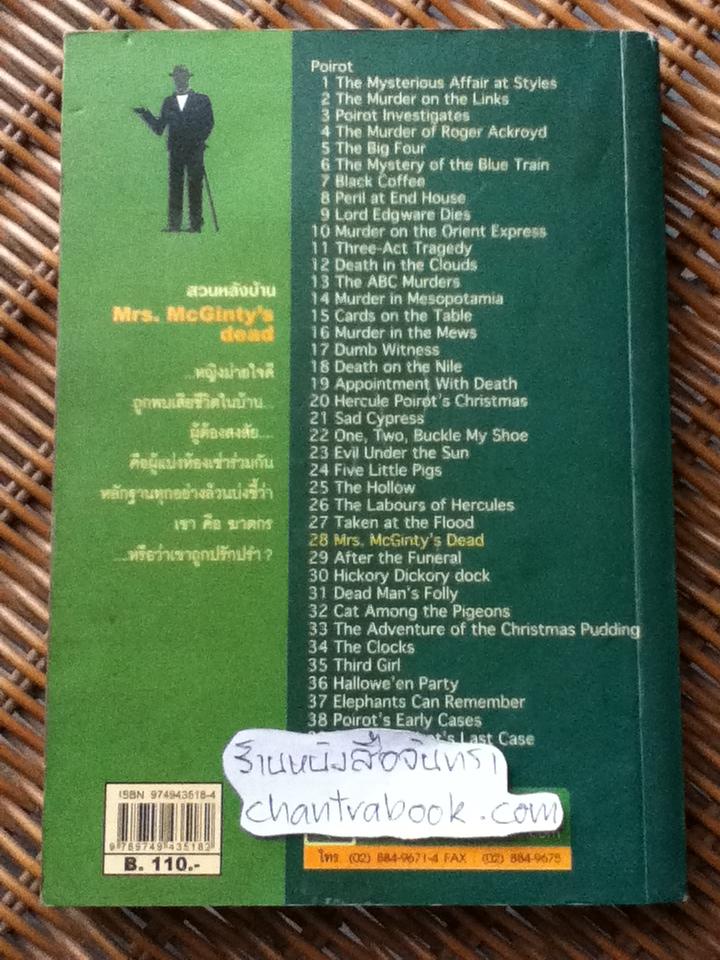 สวนหลังบ้าน
Mrs. McGinty's
dead
...หญิงม่ายใจดี
ถูกพบเสียชีวิตในบ้าน...
ผู้ต้องสงสัย....
คือผู้แบ่งห้องเช่าร่วมกัน
หลักฐานทุกอย่างล้วนบ่งชี้ว่า
เขา คือ ฆาตกร
....หรือว่าเขาถูกปรักปรำ ?
Poirot
1 The Mysterious Affair at Styles
2 The Murder on the Links
3 Poirot Investigates
4 The Murder of Roger Ackroyd
5 The Big Four
6 The Mystery of the Blue Train
7 Black Coffee
8 Peril at End House
9 Lord Edgware Dies
10 Murder on the Orient Express
11 Three-Act Tragedy
12 Death in the Clouds
13 The ABC Murders
14 Murder in Mesopotamia
15 Cards on the Table
16 Murder in the Mews
17 Dumb Witness
18 Death on the Nile
19 Appointment With Death
20 Hercule Poirot's Christmas
21 Sad Cypress
22 One, Two, Buckle My Shoe
23 Evil Under the Sun
24 Five Little Pigs
25 The Hollow
26 The Labours of Hercules
27 Taken at the Flood
28 Mrs. McGinty's Dead
29 After the Funeral
30 Hickory Dickory dock
31 Dead Man's Folly
32 Cat Among the Pigeons
33 The Adventure of the Christmas Pudding
34 The Clocks
35 Third Girl
36 Hallowe'en Party
37 Elephants Can Remember
38 Poirot's Early Cases
Last Case
ร้านหนังสือจันทรา
chantrabook.com
ISBN 974943518-4
9 789749 435182
B. 110.-
โทร. (02) 884-9671-4 FAX : (02) 884-9675